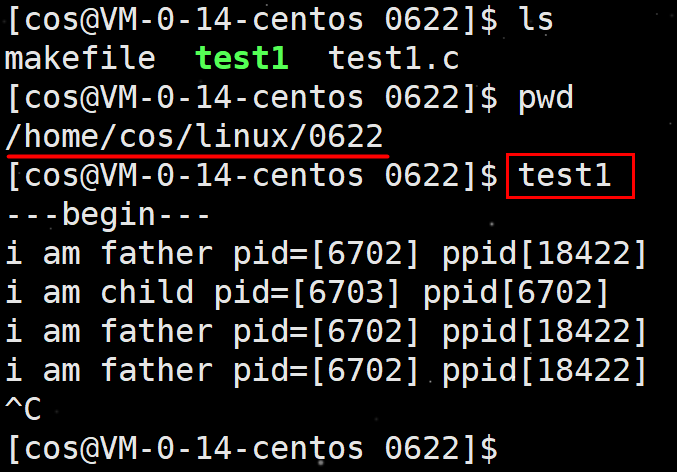 [cos@VM-0-14-centos 0622]$ ls
makefile  test1  test1.c
[cos@VM-0-14-centos 0622]$ pwd
/home/cos/linux/0622
[cos@VM-0-14-centos 0622]$ test1
---begin---
i am father pid=[6702] ppid[18422]
i am child pid=[6703] ppid[6702]
i am father pid=[6702] ppid[18422]
i am father pid=[6702] ppid[18422]
^C
[cos@VM-0-14-centos 0622]$